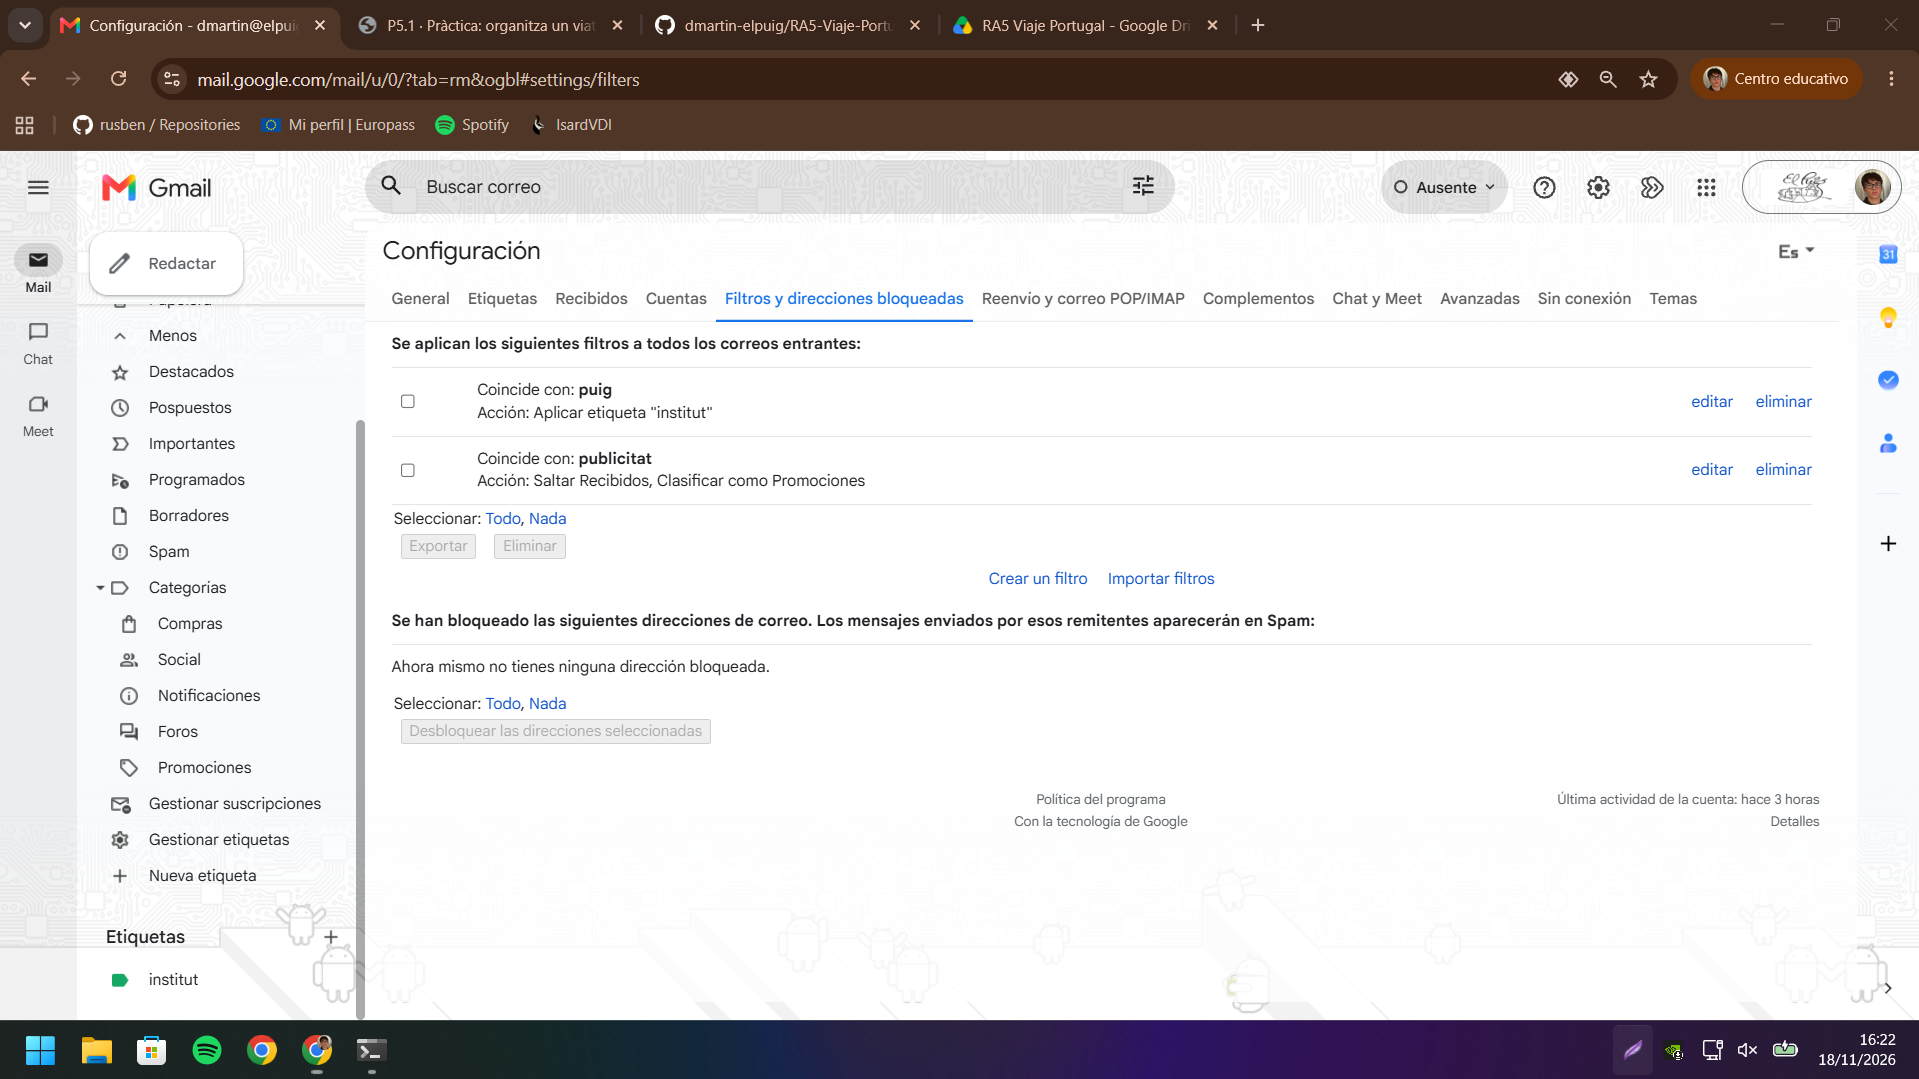 Configuración - dmartin@elpui
P5.1 · Pràctica: organitza un viat
dmartin-elpuig/RA5-Viaje-Portu
RA5 Viaje Portugal - Google Dri
mail.google.com/mail/u/0/?tab=rm&ogbl#settings/filters
Centro educativo
rusben / Repositories
Mi perfil | Europass
Spotify
IsardVDI
Gmail
Buscar correo
Ausente
Redactar
Mail
Chat
Meet
Papelera
Menos
Destacados
Pospuestos
Importantes
Programados
Borradores
Spam
Categorías
Compras
Social
Notificaciones
Foros
Promociones
Gestionar suscripciones
Gestionar etiquetas
Nueva etiqueta
Etiquetas
institut
Configuración
Es
General Etiquetas Recibidos Cuentas Filtros y direcciones bloqueadas Reenvío y correo POP/IMAP Complementos Chat y Meet Avanzadas Sin conexión Temas
Se aplican los siguientes filtros a todos los correos entrantes:
Coincide con: puig
Acción: Aplicar etiqueta "institut"
editar eliminar
Coincide con: publicitat
Acción: Saltar Recibidos, Clasificar como Promociones
editar eliminar
Seleccionar: Todo, Nada
Exportar Eliminar
Crear un filtro Importar filtros
Se han bloqueado las siguientes direcciones de correo. Los mensajes enviados por esos remitentes aparecerán en Spam:
Ahora mismo no tienes ninguna dirección bloqueada.
Seleccionar: Todo, Nada
Desbloquear las direcciones seleccionadas
Política del programa
Con la tecnología de Google
Última actividad de la cuenta: hace 3 horas
Detalles
31
16:22
18/11/2026